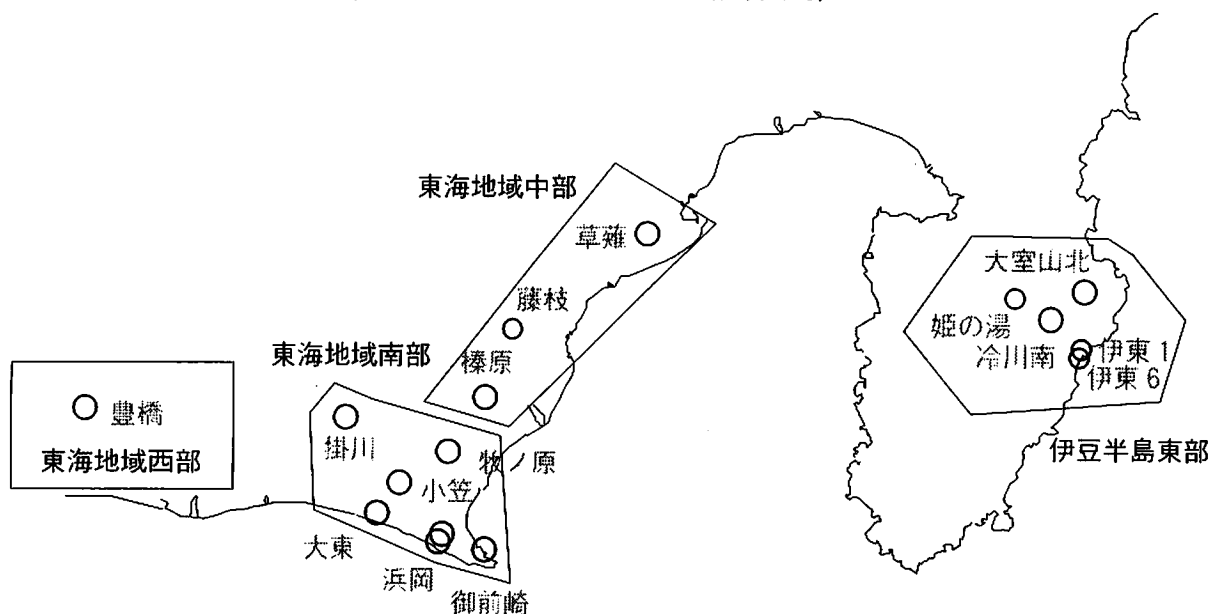 東海地域中部
草薙
藤枝
榛原
東海地域南部
豊橋
東海地域西部
掛川
牧ノ原
小笠
大東
浜岡
御前崎
大室山北
姫の湯
冷川南
伊東1
伊東6
伊豆半島東部